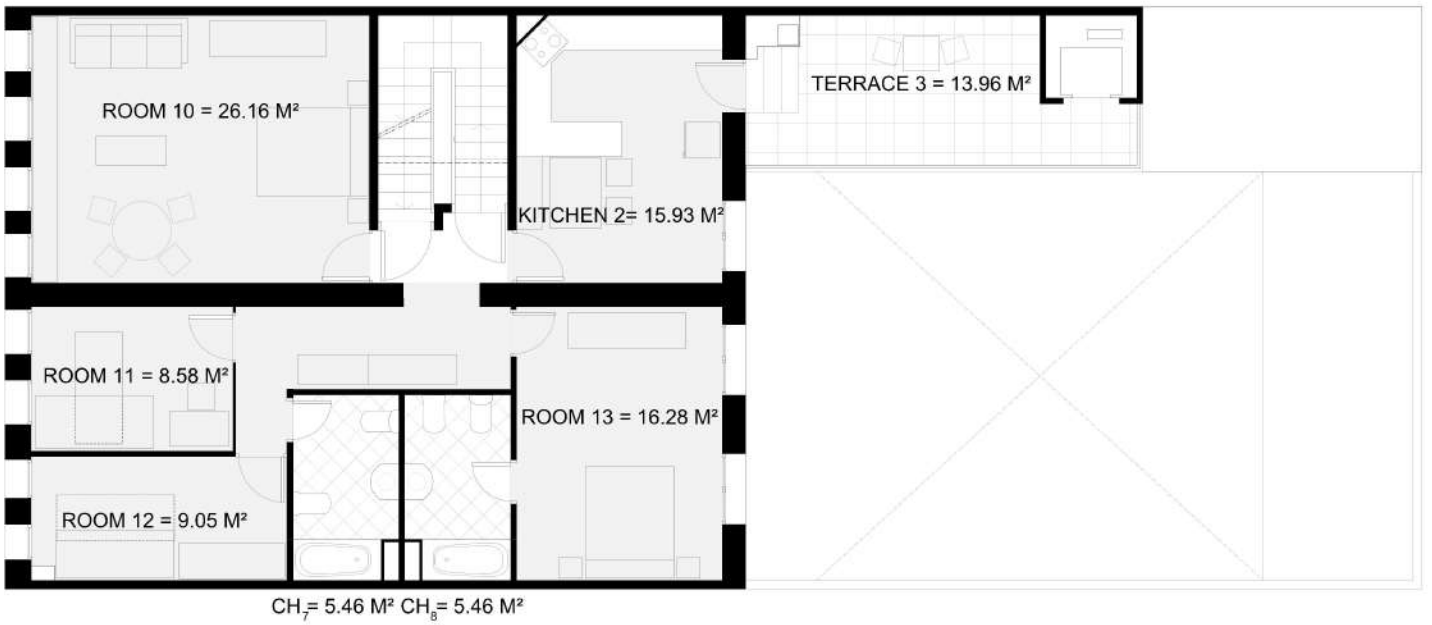 ROOM 10 = 26.16 M²
TERRACE 3 = 13.96 M²
KITCHEN 2= 15.93 M²
ROOM 11 = 8.58 M²
ROOM 13 = 16.28 M²
ROOM 12 = 9.05 M²
CH₇= 5.46 M² CH₈= 5.46 M²